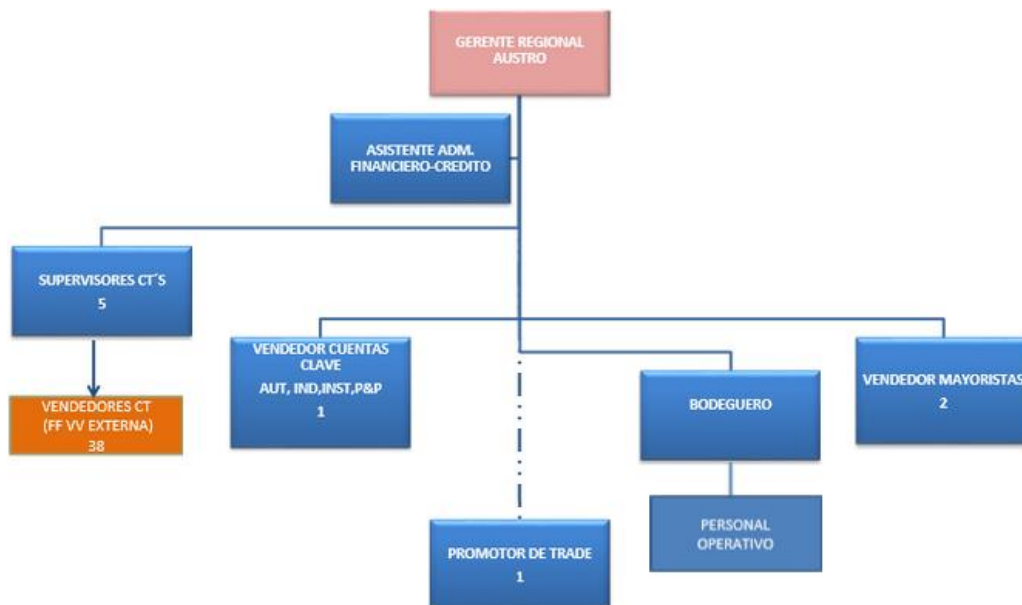 GERENTE REGIONAL
AUSTRO
ASISTENTE ADM.
FINANCIERO-CREDITO
SUPERVISORES CT´S
5
VENDEDORES CT
(FF VV EXTERNA)
38
VENDEDOR CUENTAS
CLAVE
AUT, IND,INST,P&P
1
BODEGUERO
PERSONAL
OPERATIVO
VENDEDOR MAYORISTAS
2
PROMOTOR DE TRADE
1